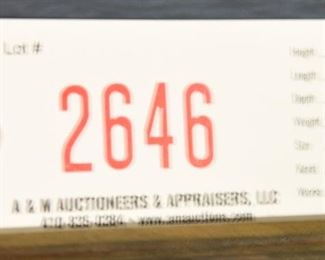 Lot #
Height
Length
Depth
2646
Weight
Size
A & W AUCTIONEERS & APPRAISERS, LLC